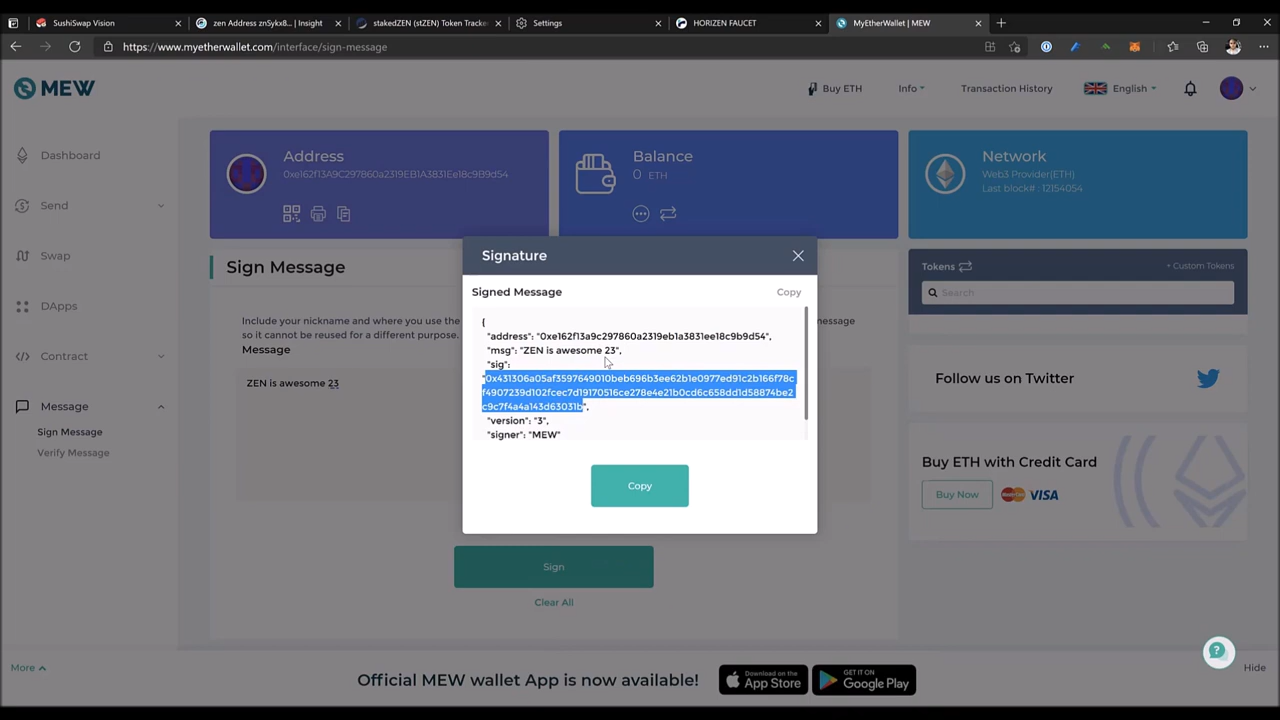 SushiSwap Vision
zen Address znSykx8... | Insight
stakedZEN (stZEN) Token Tracke
Settings
HORIZEN FAUCET
MyEtherWallet | MEW
https://www.myetherwallet.com/interface/sign-message
MEW
Buy ETH
Info
Transaction History
English
Dashboard
Send
Swap
DApps
Contract
Message
Sign Message
Verify Message
More
Address
0xe162f13A9C297860a2319EB1A3831Ee18c9B9d54
Balance
0 ETH
Network
Web3 Provider(ETH)
Last block# : 12154054
Sign Message
Include your nickname and where you use the
message
so it cannot be reused for a different purpose.
Message
ZEN is awesome 23
Signature
Signed Message
Copy
{
"address": "0xe162f13a9c297860a2319eb1a3831ee18c9b9d54",
"msg": "ZEN is awesome 23",
"sig":
"0x431306a05af3597649010beb696b3ee62b1e0977ed91c2b166f78c
f4907239d102fcec7d19170516ce278e4e21b0cd6c658dd1d58874be2
c9c7f4a4a143d63031b",
"version": "3",
"signer": "MEW"
Copy
Sign
Clear All
Tokens
+ Custom Tokens
Search
Follow us on Twitter
Buy ETH with Credit Card
Buy Now
MasterCard
VISA
Official MEW wallet App is now available!
Download on the
App Store
GET IT ON
Google Play
?
Hide